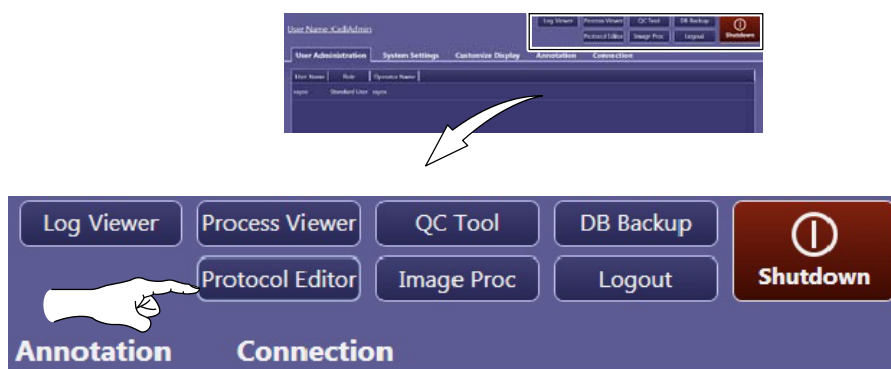 User Name :CxdiAdmin
Log Viewer Process Viewer QC Tool DB Backup
Protocol Editor Image Proc Logout Shutdown
User Administration System Settings Customize Display Annotation Connection
User Name Role Operator Name
Standard User
Log Viewer Process Viewer QC Tool DB Backup
Protocol Editor Image Proc Logout Shutdown
Annotation Connection